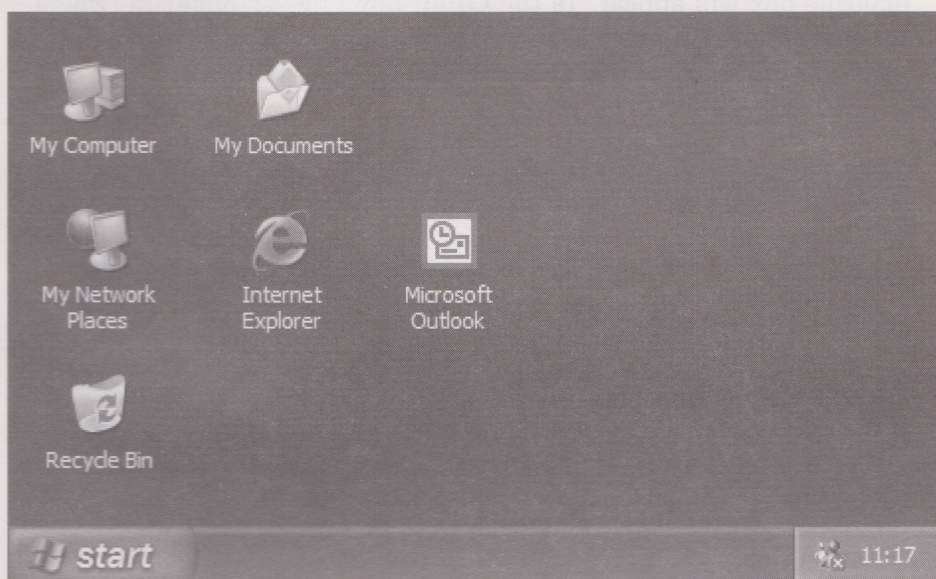 My Computer
My Documents
My Network
Places
Internet
Explorer
Microsoft
Outlook
Recycle Bin
start
11:17